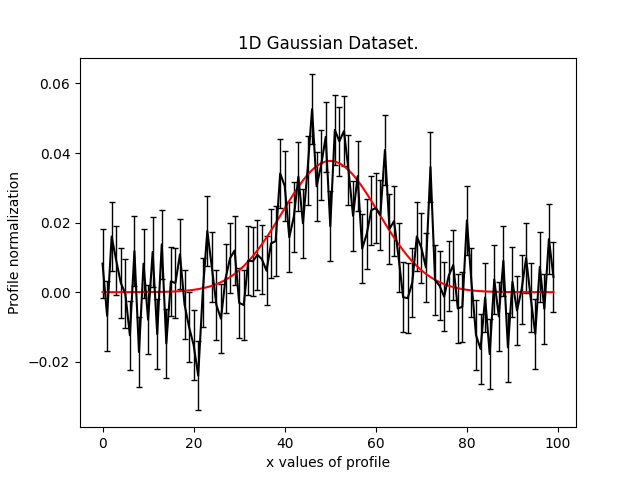 1D Gaussian Dataset.
0.06
0.04
0.02
0.00
−0.02
Profile normalization
0 20 40 60 80 100
x values of profile